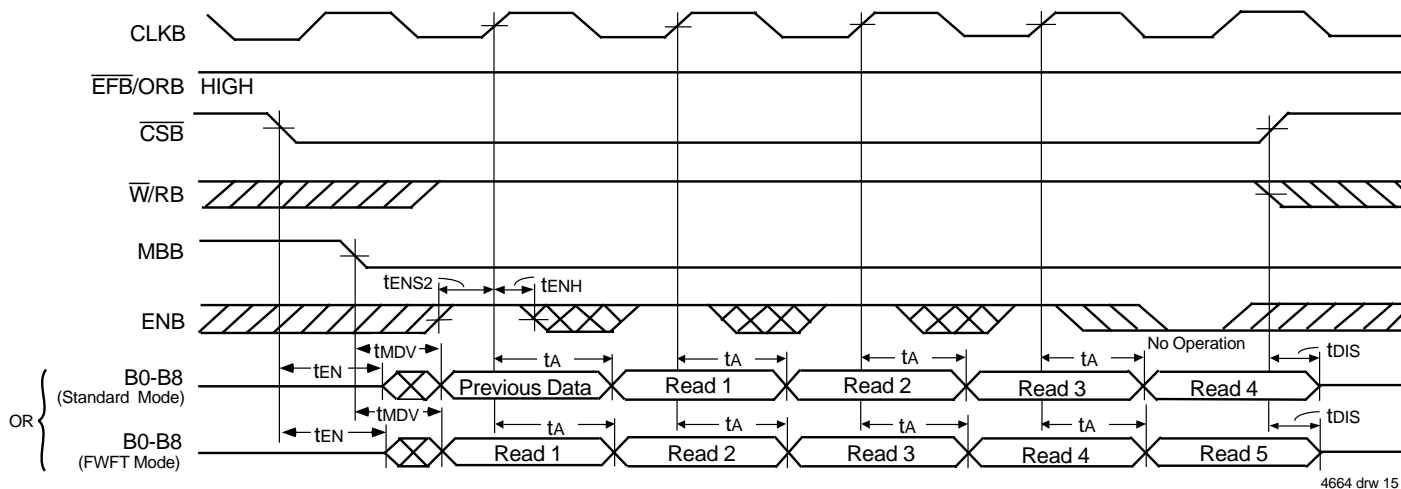 CLKB
EFB/ORB HIGH
CSB
W/RB
MBB
tENS2 tENH
ENB
No Operation
tMDV tA tA tA tA tDIS
tEN
B0-B8
(Standard Mode)
Previous Data Read 1 Read 2 Read 3 Read 4
OR
tMDV tA tA tA tA tDIS
tEN
B0-B8
(FWFT Mode)
Read 1 Read 2 Read 3 Read 4 Read 5
4664 drw 15